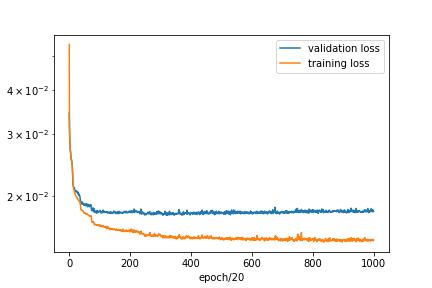 validation loss
training loss
4 × 10⁻²
3 × 10⁻²
2 × 10⁻²
0 200 400 600 800 1000
epoch/20